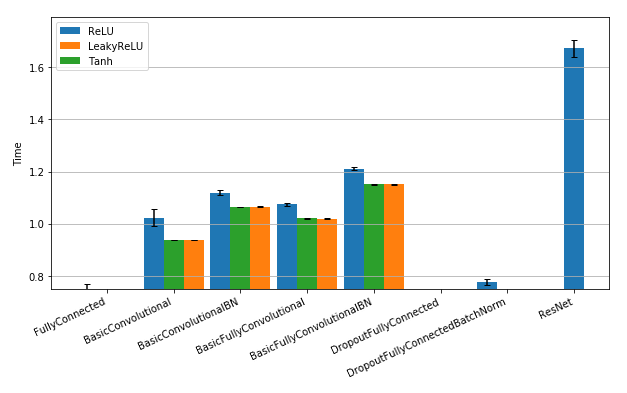 ReLU
LeakyReLU
Tanh
Time
1.6
1.4
1.2
1.0
0.8
FullyConnected
BasicConvolutional
BasicConvolutionalBN
BasicFullyConvolutional
BasicFullyConvolutionalBN
DropoutFullyConnected
DropoutFullyConnectedBatchNorm
ResNet